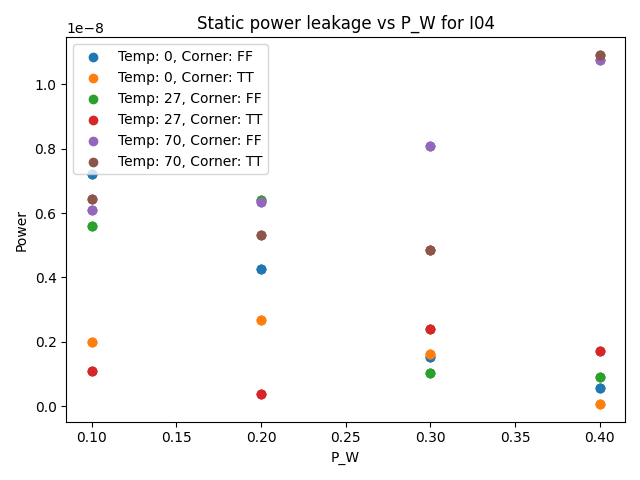 Static power leakage vs P_W for I04
1e−8
Temp: 0, Corner: FF
Temp: 0, Corner: TT
Temp: 27, Corner: FF
Temp: 27, Corner: TT
Temp: 70, Corner: FF
Temp: 70, Corner: TT
1.0
0.8
0.6
0.4
0.2
0.0
Power
0.10 0.15 0.20 0.25 0.30 0.35 0.40
P_W